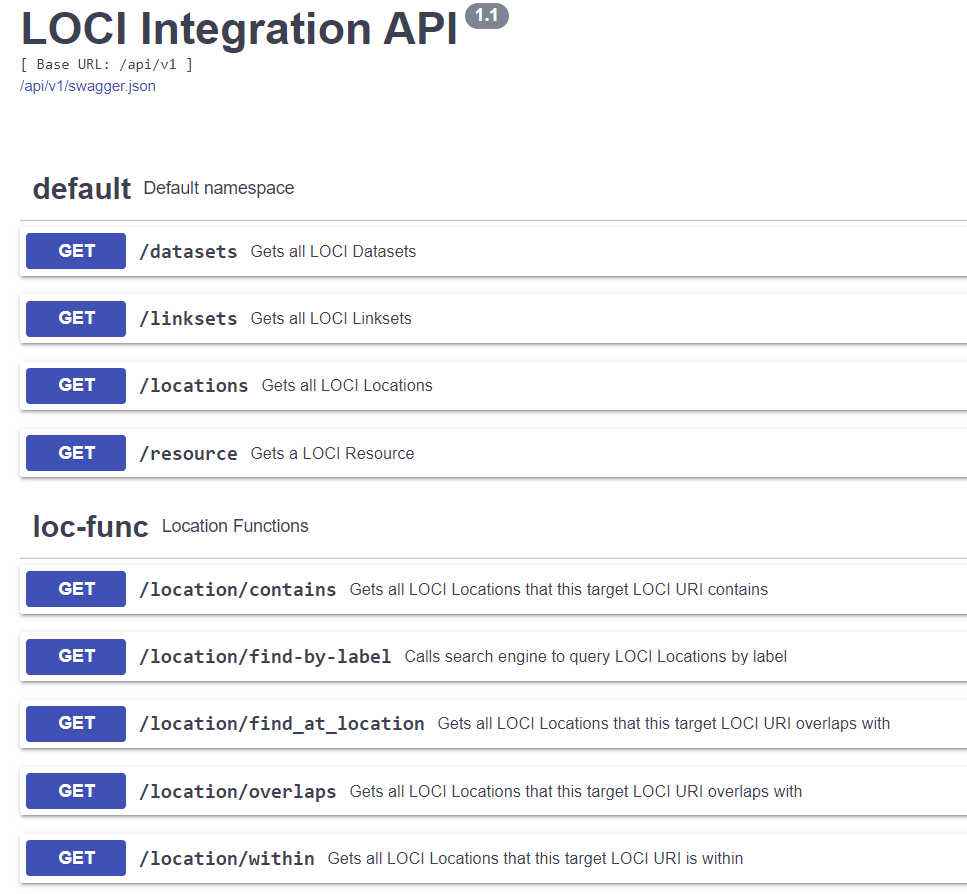 LOCI Integration API 1.1
[ Base URL: /api/v1 ]
/api/v1/swagger.json
default Default namespace
GET /datasets Gets all LOCI Datasets
GET /linksets Gets all LOCI Linksets
GET /locations Gets all LOCI Locations
GET /resource Gets a LOCI Resource
loc-func Location Functions
GET /location/contains Gets all LOCI Locations that this target LOCI URI contains
GET /location/find-by-label Calls search engine to query LOCI Locations by label
GET /location/find_at_location Gets all LOCI Locations that this target LOCI URI overlaps with
GET /location/overlaps Gets all LOCI Locations that this target LOCI URI overlaps with
GET /location/within Gets all LOCI Locations that this target LOCI URI is within